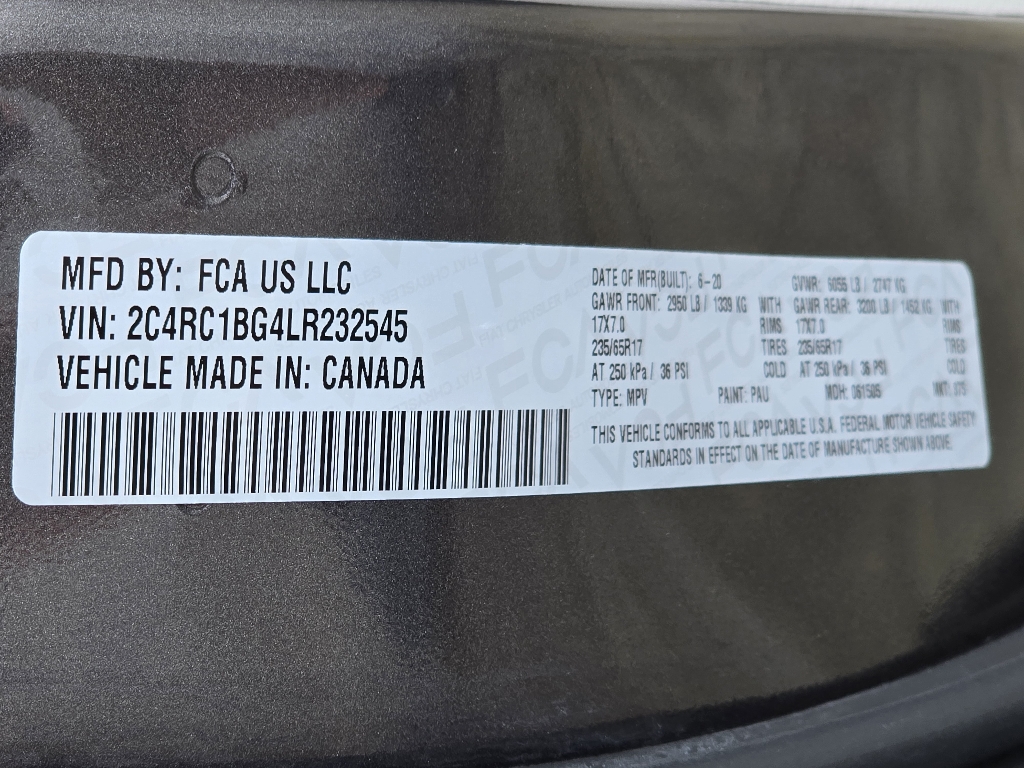 MFD BY: FCA US LLC
VIN: 2C4RC1BG4LR232545
VEHICLE MADE IN: CANADA
DATE OF MFR(BUILT): 6-20 GVWR: 6055 LB / 2747 KG
GAWR FRONT: 2950 LB / 1339 KG WITH GAWR REAR: 3200 LB / 1452 KG WITH
17X7.0 RIMS 17X7.0 RIMS
235/65R17 TIRES 235/65R17 TIRES
AT 250 kPa / 36 PSI COLD AT 250 kPa / 36 PSI COLD
TYPE: MPV PAINT: PAU MDH: 061505 VNT:
THIS VEHICLE CONFORMS TO ALL APPLICABLE U.S.A. FEDERAL MOTOR VEHICLE SAFETY
STANDARDS IN EFFECT ON THE DATE OF MANUFACTURE SHOWN ABOVE.